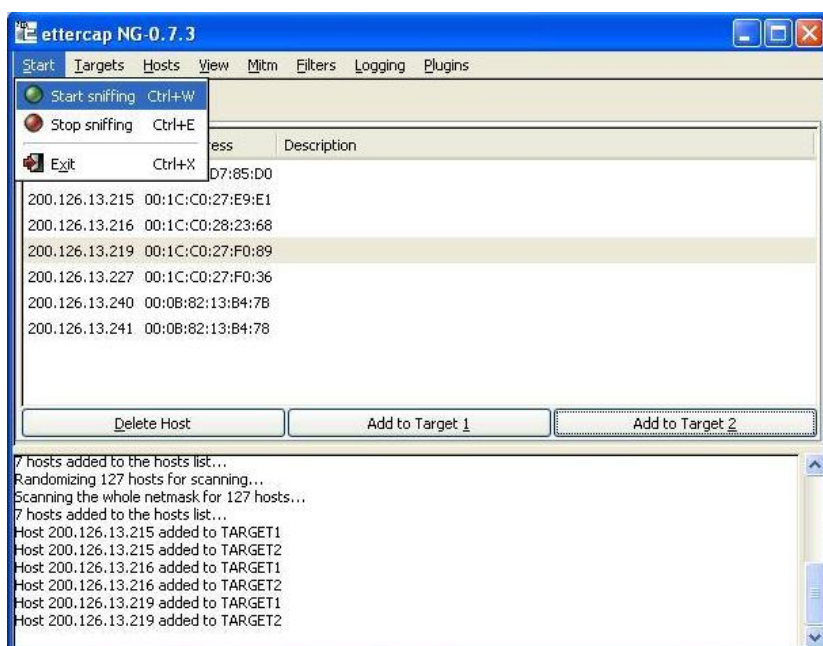 ettercap NG-0.7.3
Start Targets Hosts View Mitm Filters Logging Plugins
Start sniffing Ctrl+W
Stop sniffing Ctrl+E
Exit Ctrl+X
ress Description
D7:85:D0
200.126.13.215 00:1C:C0:27:E9:E1
200.126.13.216 00:1C:C0:28:23:68
200.126.13.219 00:1C:C0:27:F0:89
200.126.13.227 00:1C:C0:27:F0:36
200.126.13.240 00:0B:82:13:B4:7B
200.126.13.241 00:0B:82:13:B4:78
Delete Host Add to Target 1 Add to Target 2
7 hosts added to the hosts list...
Randomizing 127 hosts for scanning...
Scanning the whole netmask for 127 hosts...
7 hosts added to the hosts list...
Host 200.126.13.215 added to TARGET1
Host 200.126.13.215 added to TARGET2
Host 200.126.13.216 added to TARGET1
Host 200.126.13.216 added to TARGET2
Host 200.126.13.219 added to TARGET1
Host 200.126.13.219 added to TARGET2